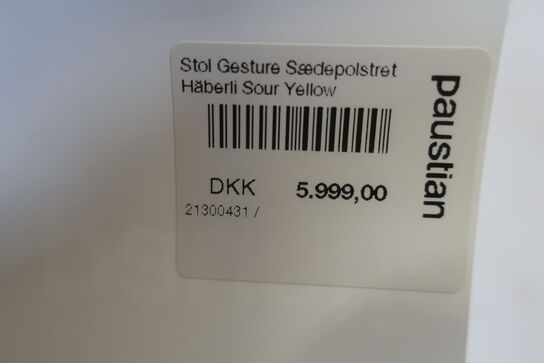 Stol Gesture Sædepolstret
Häberli Sour Yellow
DKK 5.999,00
21300431 /
paustian